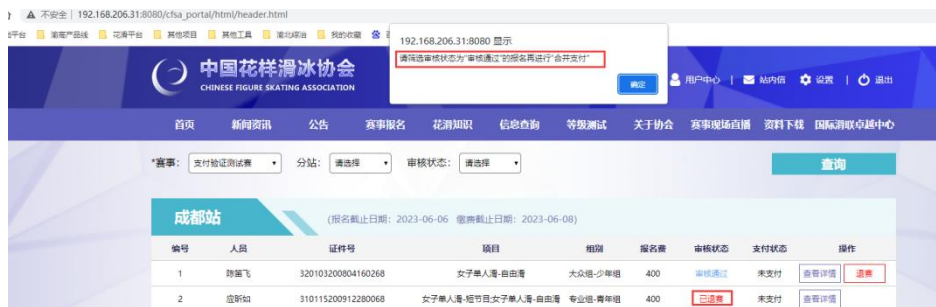 不安全 | 192.168.206.31:8080/cfsa_portal/html/header.html
花滑平台 其他项目 其他工具 渝北综治 我的收藏
192.168.206.31:8080 显示
请筛选审核状态为"审核通过"的报名再进行"合并支付"
确定
中国花样滑冰协会
CHINESE FIGURE SKATING ASSOCIATION
用户中心 | 站内信 设置 | 退出
首页 新闻资讯 公告 赛事报名 花滑知识 信息查询 等级测试 关于协会 赛事现场直播 资料下载 国际滑联卓越中心
*赛事: 支付验证测试赛 分站: 请选择 审核状态: 请选择 查询
成都站 (报名截止日期: 2023-06-06 缴费截止日期: 2023-06-08)
编号 人员 证件号 项目 组别 报名费 审核状态 支付状态 操作
1 陈笛飞 320103200804160268 女子单人滑-自由滑 大众组-少年组 400 审核通过 未支付 查看详情 退赛
2 应昕如 310115200912280068 女子单人滑-短节目;女子单人滑-自由滑 专业组-青年组 400 已退赛 未支付 查看详情